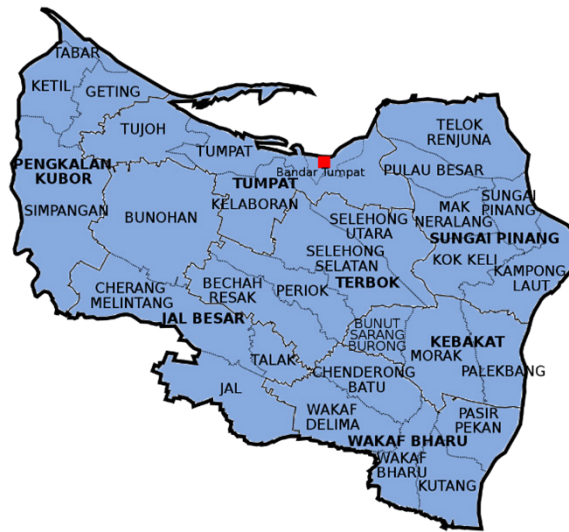 TABAR
KETIL
GETING
TUJOH
TELOK
RENJUNA
TUMPAT
PENGKALAN
KUBOR
Bandar Tumpat
PULAU BESAR
TUMPAT
SIMPANGAN
BUNOHAN
KELABORAN
MAK
NERALANG
SUNGAI
PINANG
SELEHONG
UTARA
SUNGAI PINANG
SELEHONG
SELATAN
KOK KELI
KAMPONG
LAUT
CHERANG
MELINTANG
BECHAH
RESAK
PERIOK
TERBOK
JAL BESAR
BUNUT
SARANG
BURONG
KEBAKAT
MORAK
TALAK
CHENDERONG
BATU
PALEKBANG
JAL
WAKAF
DELIMA
PASIR
PEKAN
WAKAF BHARU
WAKAF
BHARU
KUTANG